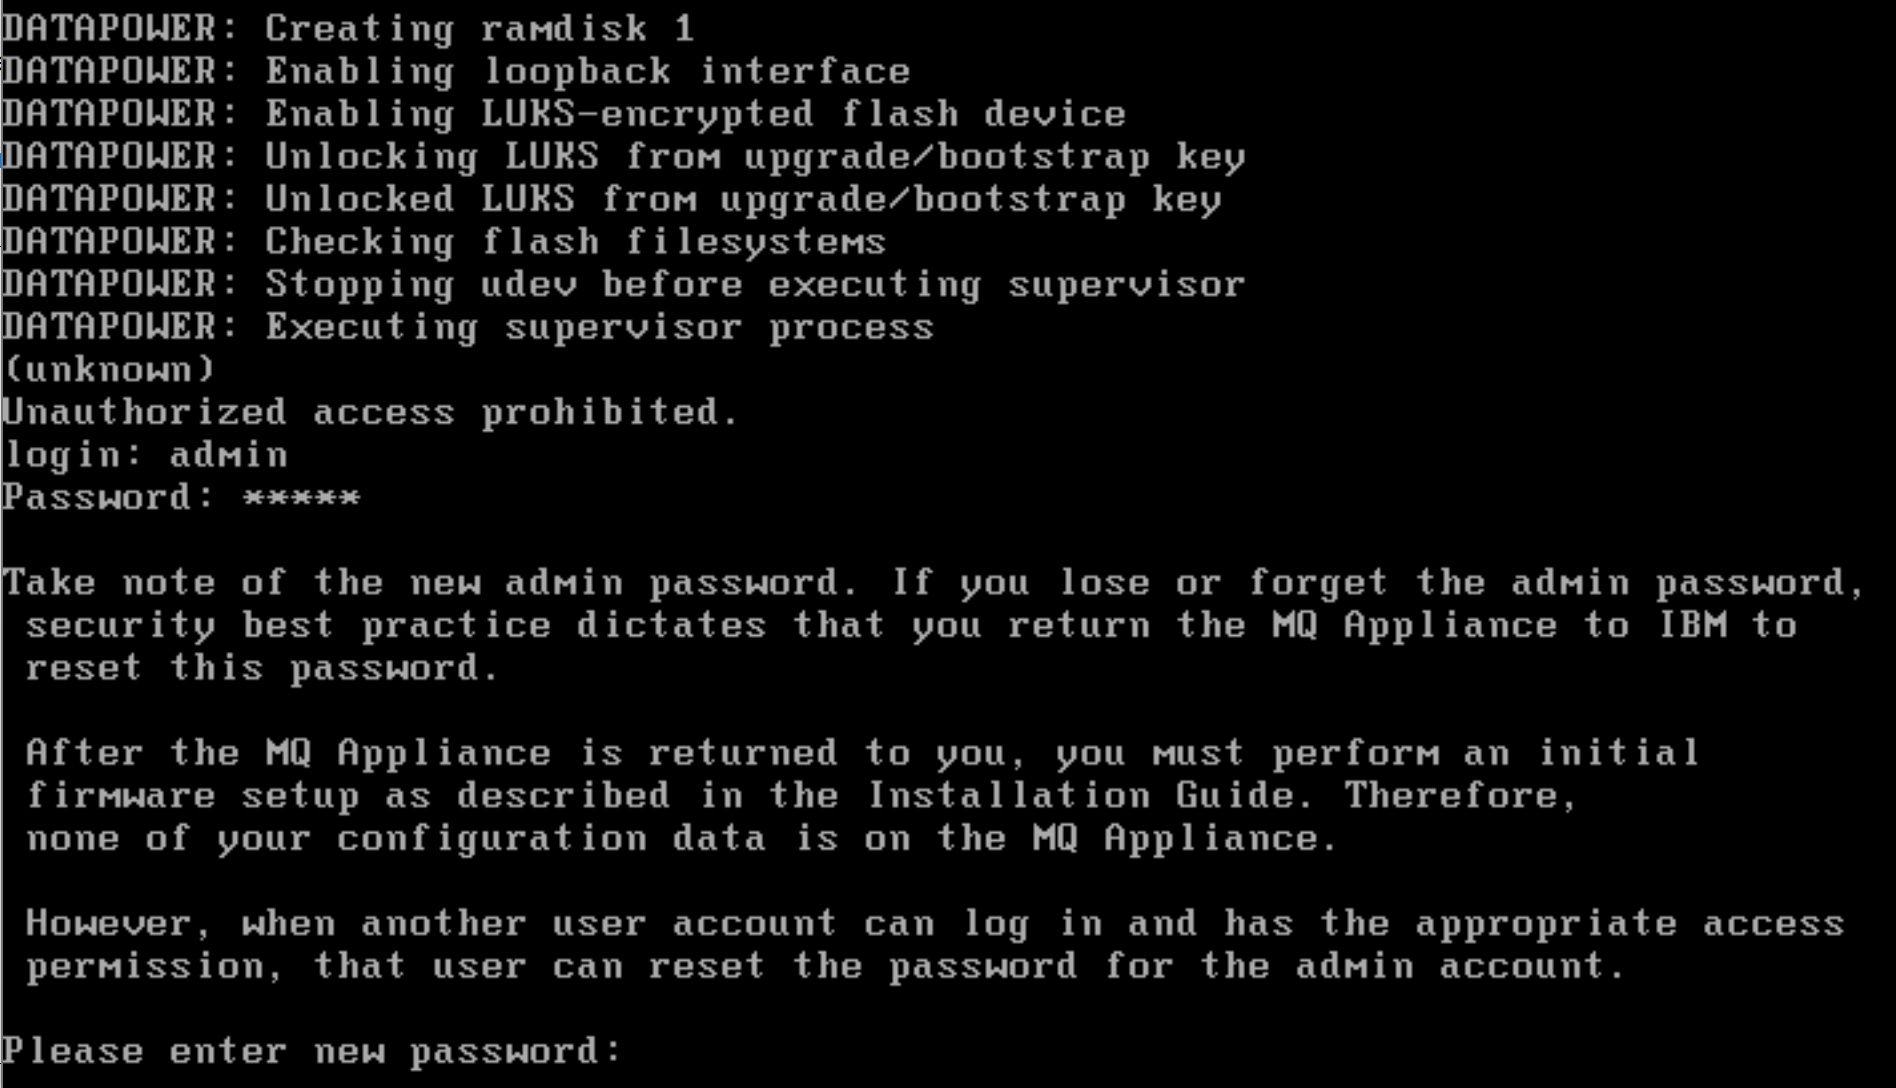 DATAPOWER: Creating ramdisk 1
DATAPOWER: Enabling loopback interface
DATAPOWER: Enabling LUKS-encrypted flash device
DATAPOWER: Unlocking LUKS from upgrade/bootstrap key
DATAPOWER: Unlocked LUKS from upgrade/bootstrap key
DATAPOWER: Checking flash filesystems
DATAPOWER: Stopping udev before executing supervisor
DATAPOWER: Executing supervisor process
(unknown)
Unauthorized access prohibited.
login: admin
Password: *****
Take note of the new admin password. If you lose or forget the admin password,
security best practice dictates that you return the MQ Appliance to IBM to
reset this password.
After the MQ Appliance is returned to you, you must perform an initial
firmware setup as described in the Installation Guide. Therefore,
none of your configuration data is on the MQ Appliance.
However, when another user account can log in and has the appropriate access
permission, that user can reset the password for the admin account.
Please enter new password: